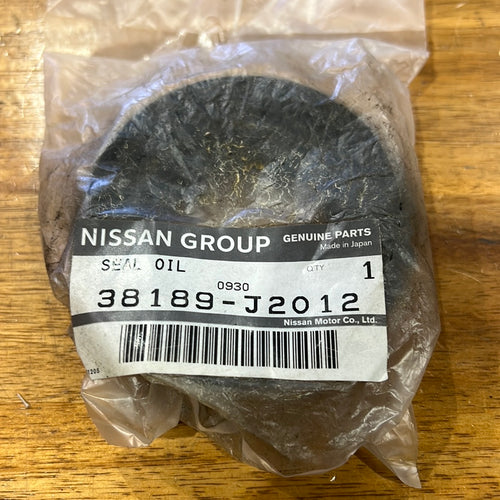 NISSAN GROUP GENUINE PARTS
Made in Japan
SEAL OIL QTY 1
0930
38189-J2012
Nissan Motor Co., Ltd.